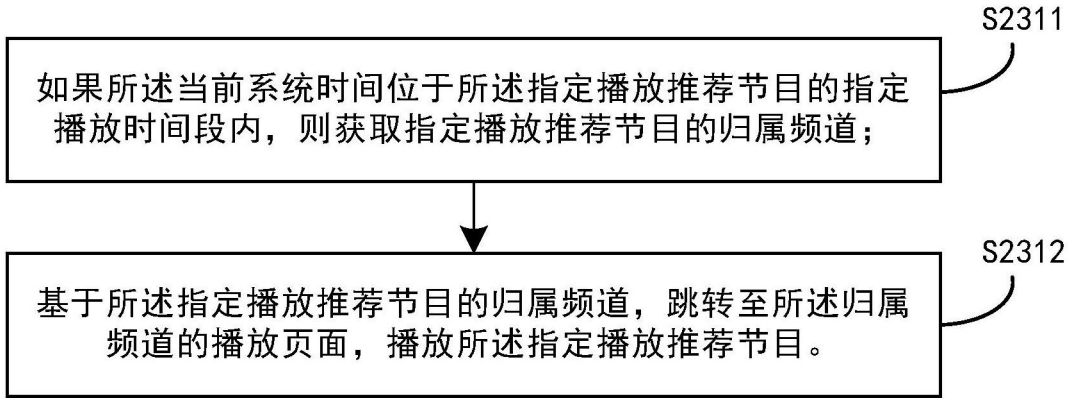 S2311
如果所述当前系统时间位于所述指定播放推荐节目的指定
播放时间段内，则获取指定播放推荐节目的归属频道；
S2312
基于所述指定播放推荐节目的归属频道，跳转至所述归属
频道的播放页面，播放所述指定播放推荐节目。